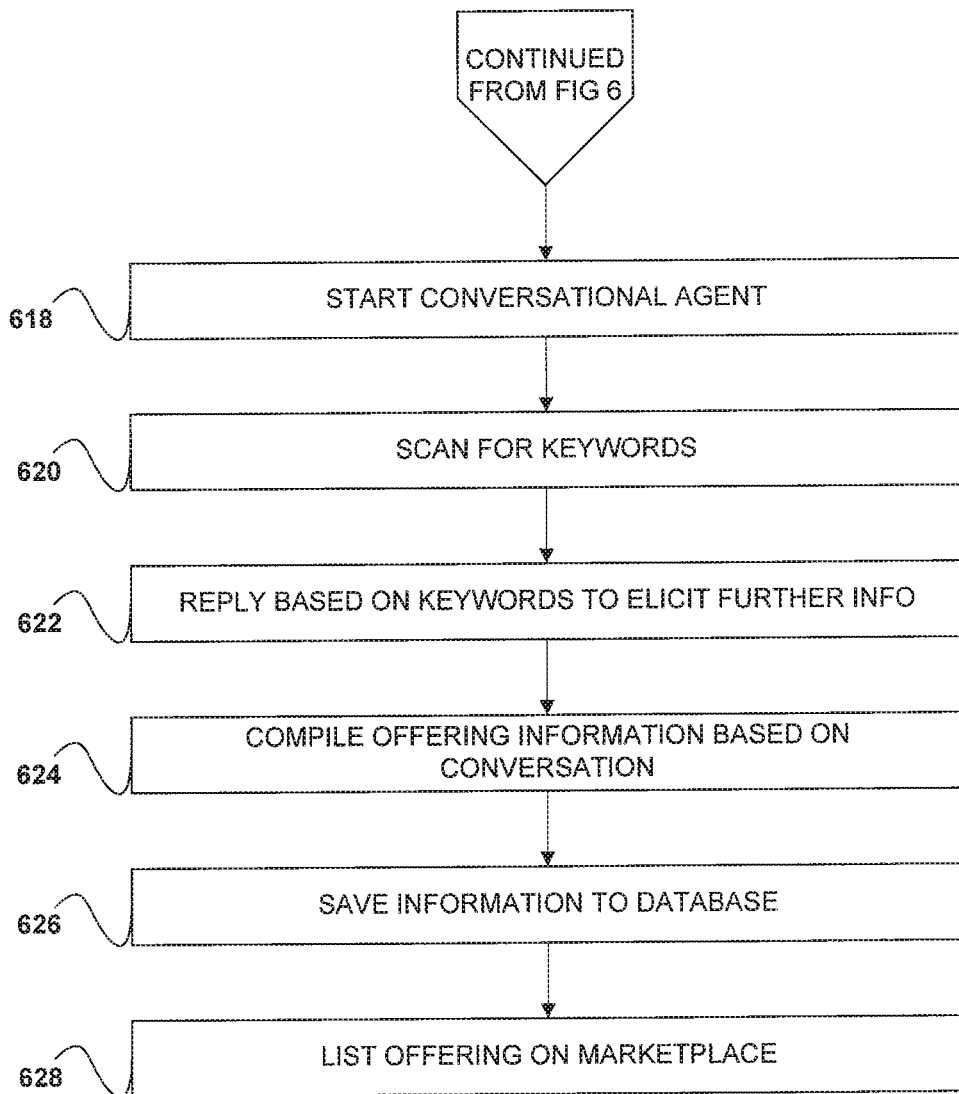 CONTINUED
FROM FIG 6
START CONVERSATIONAL AGENT
618
SCAN FOR KEYWORDS
620
REPLY BASED ON KEYWORDS TO ELICIT FURTHER INFO
622
COMPILE OFFERING INFORMATION BASED ON
CONVERSATION
624
SAVE INFORMATION TO DATABASE
626
LIST OFFERING ON MARKETPLACE
628